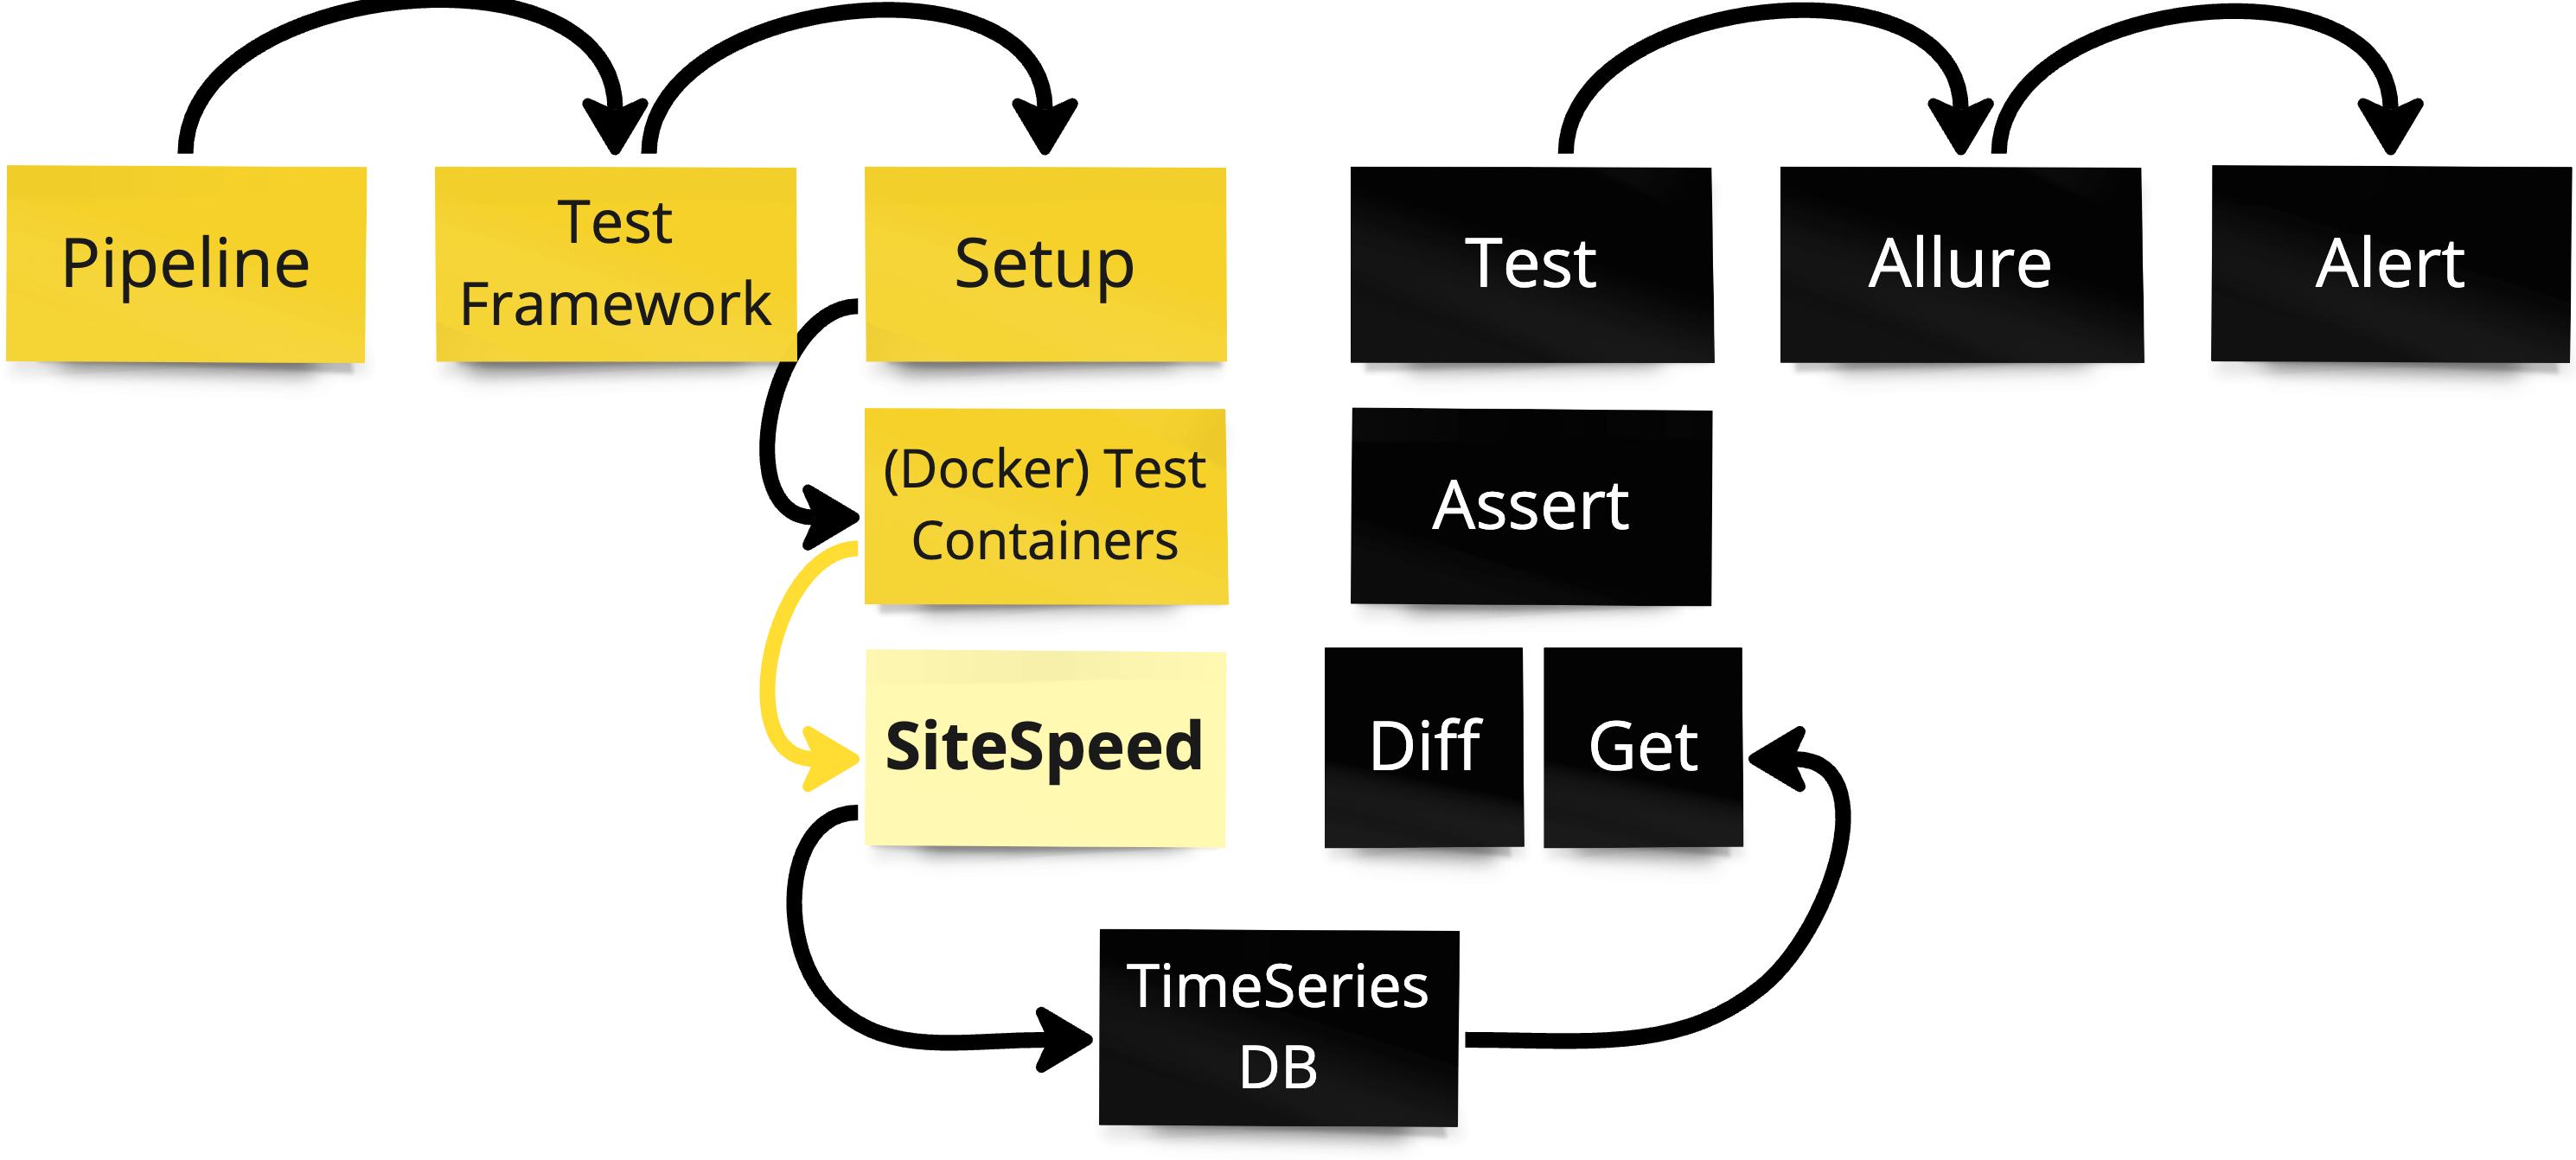 Pipeline
Test
Framework
Setup
Test
Allure
Alert
(Docker) Test
Containers
Assert
SiteSpeed
Diff
Get
TimeSeries
DB